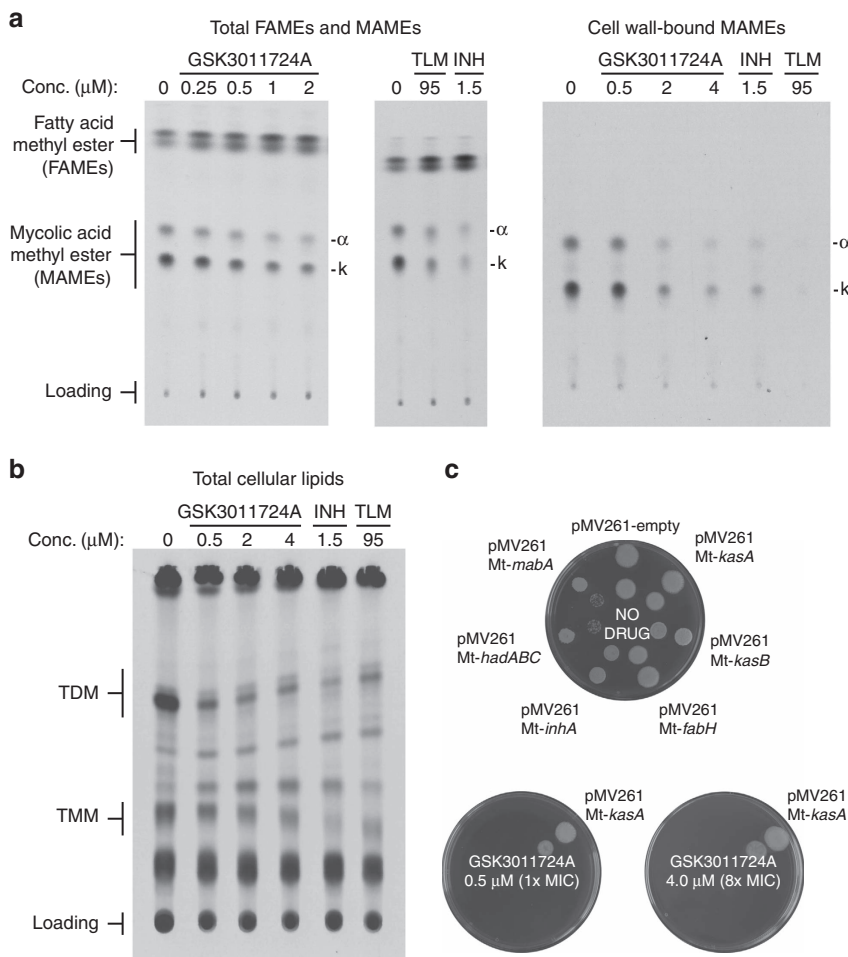 a
Total FAMEs and MAMEs
Cell wall-bound MAMEs
GSK3011724A
TLM INH
GSK3011724A
INH
TLM
Conc. (μM):
0 0.25 0.5 1 2
0 95 1.5
0 0.5 2 4 1.5 95
Fatty acid
methyl ester
(FAMEs)
Mycolic acid
methyl ester
(MAMEs)
-α
-k
-α
-k
-α
-k
Loading
b
Total cellular lipids
GSK3011724A
INH
TLM
Conc. (μM):
0 0.5 2 4 1.5 95
TDM
TMM
Loading
c
pMV261-empty
pMV261
Mt-mabA
pMV261
Mt-kasA
NO
DRUG
pMV261
Mt-hadABC
pMV261
Mt-kasB
pMV261
Mt-inhA
pMV261
Mt-fabH
pMV261
Mt-kasA
GSK3011724A
0.5 μM (1x MIC)
pMV261
Mt-kasA
GSK3011724A
4.0 μM (8x MIC)